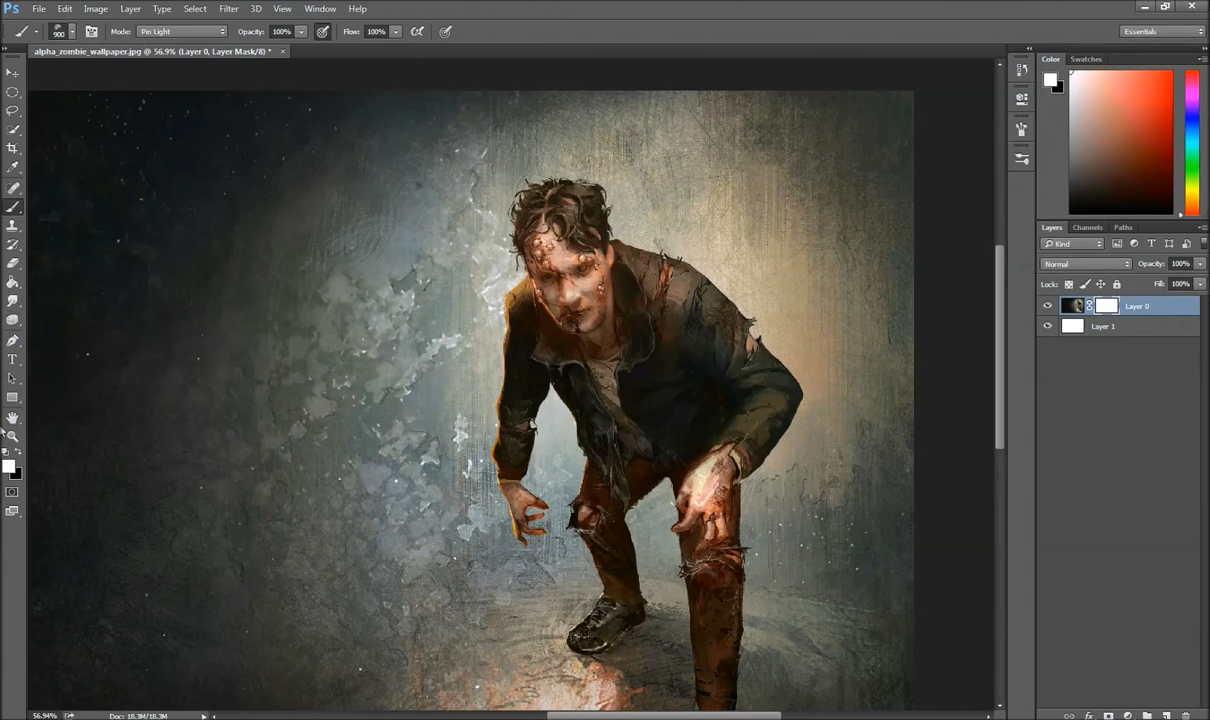 Ps File Edit Image Layer Type Select Filter 3D View Window Help
900 Mode: Pin Light Opacity: 100% Flow: 100% Essentials
alpha_zombie_wallpaper.jpg @ 56.9% (Layer 0, Layer Mask/8) * ×
Color Swatches
Layers Channels Paths
Kind
Normal Opacity: 100%
Lock: Fill: 100%
Layer 0
Layer 1
56.94% Doc: 18.3M/18.3M